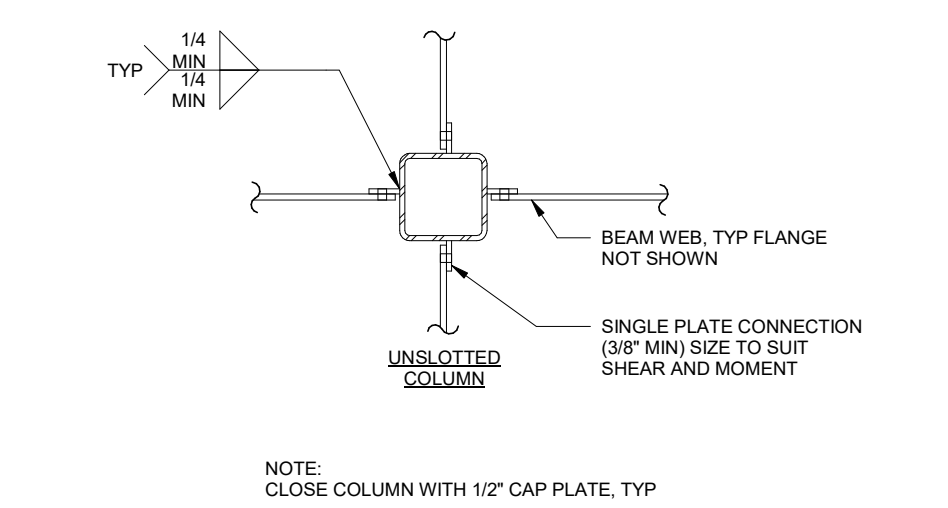 1/4
MIN
TYP
1/4
MIN
BEAM WEB, TYP FLANGE
NOT SHOWN
SINGLE PLATE CONNECTION
(3/8" MIN) SIZE TO SUIT
SHEAR AND MOMENT
UNSLOTTED
COLUMN
NOTE:
CLOSE COLUMN WITH 1/2" CAP PLATE, TYP